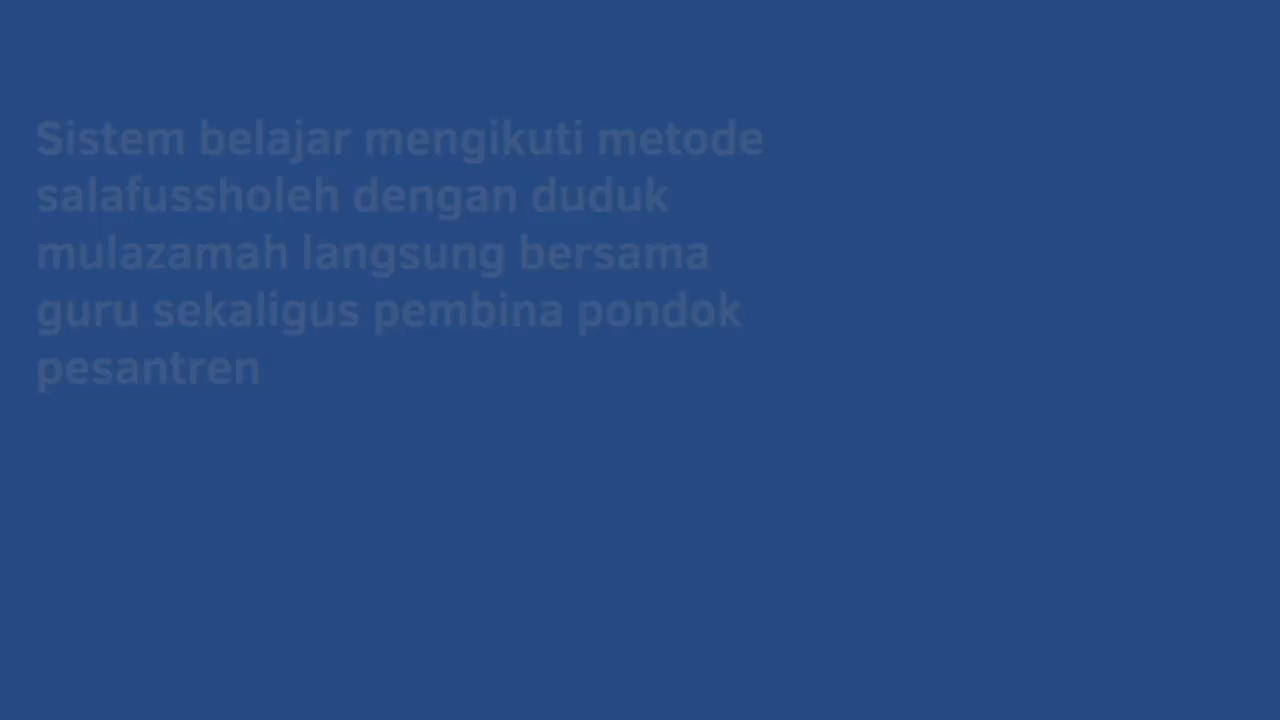 Sistem belajar mengikuti metode
salafussholeh dengan duduk
mulazamah langsung bersama
guru sekaligus pembina pondok
pesantren